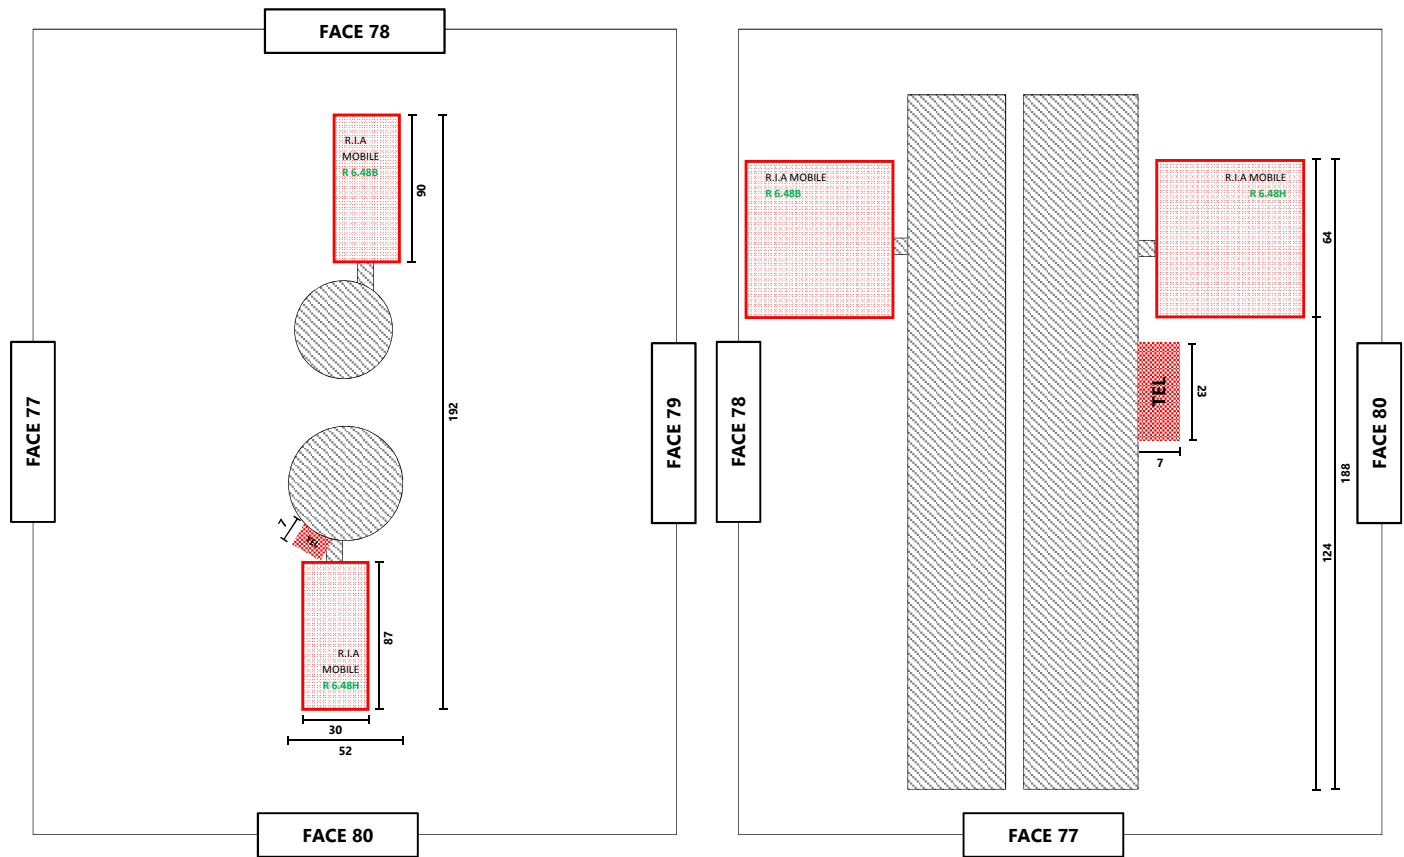 FACE 78
R.I.A
MOBILE
R 6.48B
90
192
FACE 77
FACE 79
7
TEL
87
R.I.A
MOBILE
R 6.48H
30
52
FACE 80
R.I.A MOBILE
R 6.48B
R.I.A MOBILE
R 6.48H
64
TEL
23
7
188
124
FACE 78
FACE 80
FACE 77